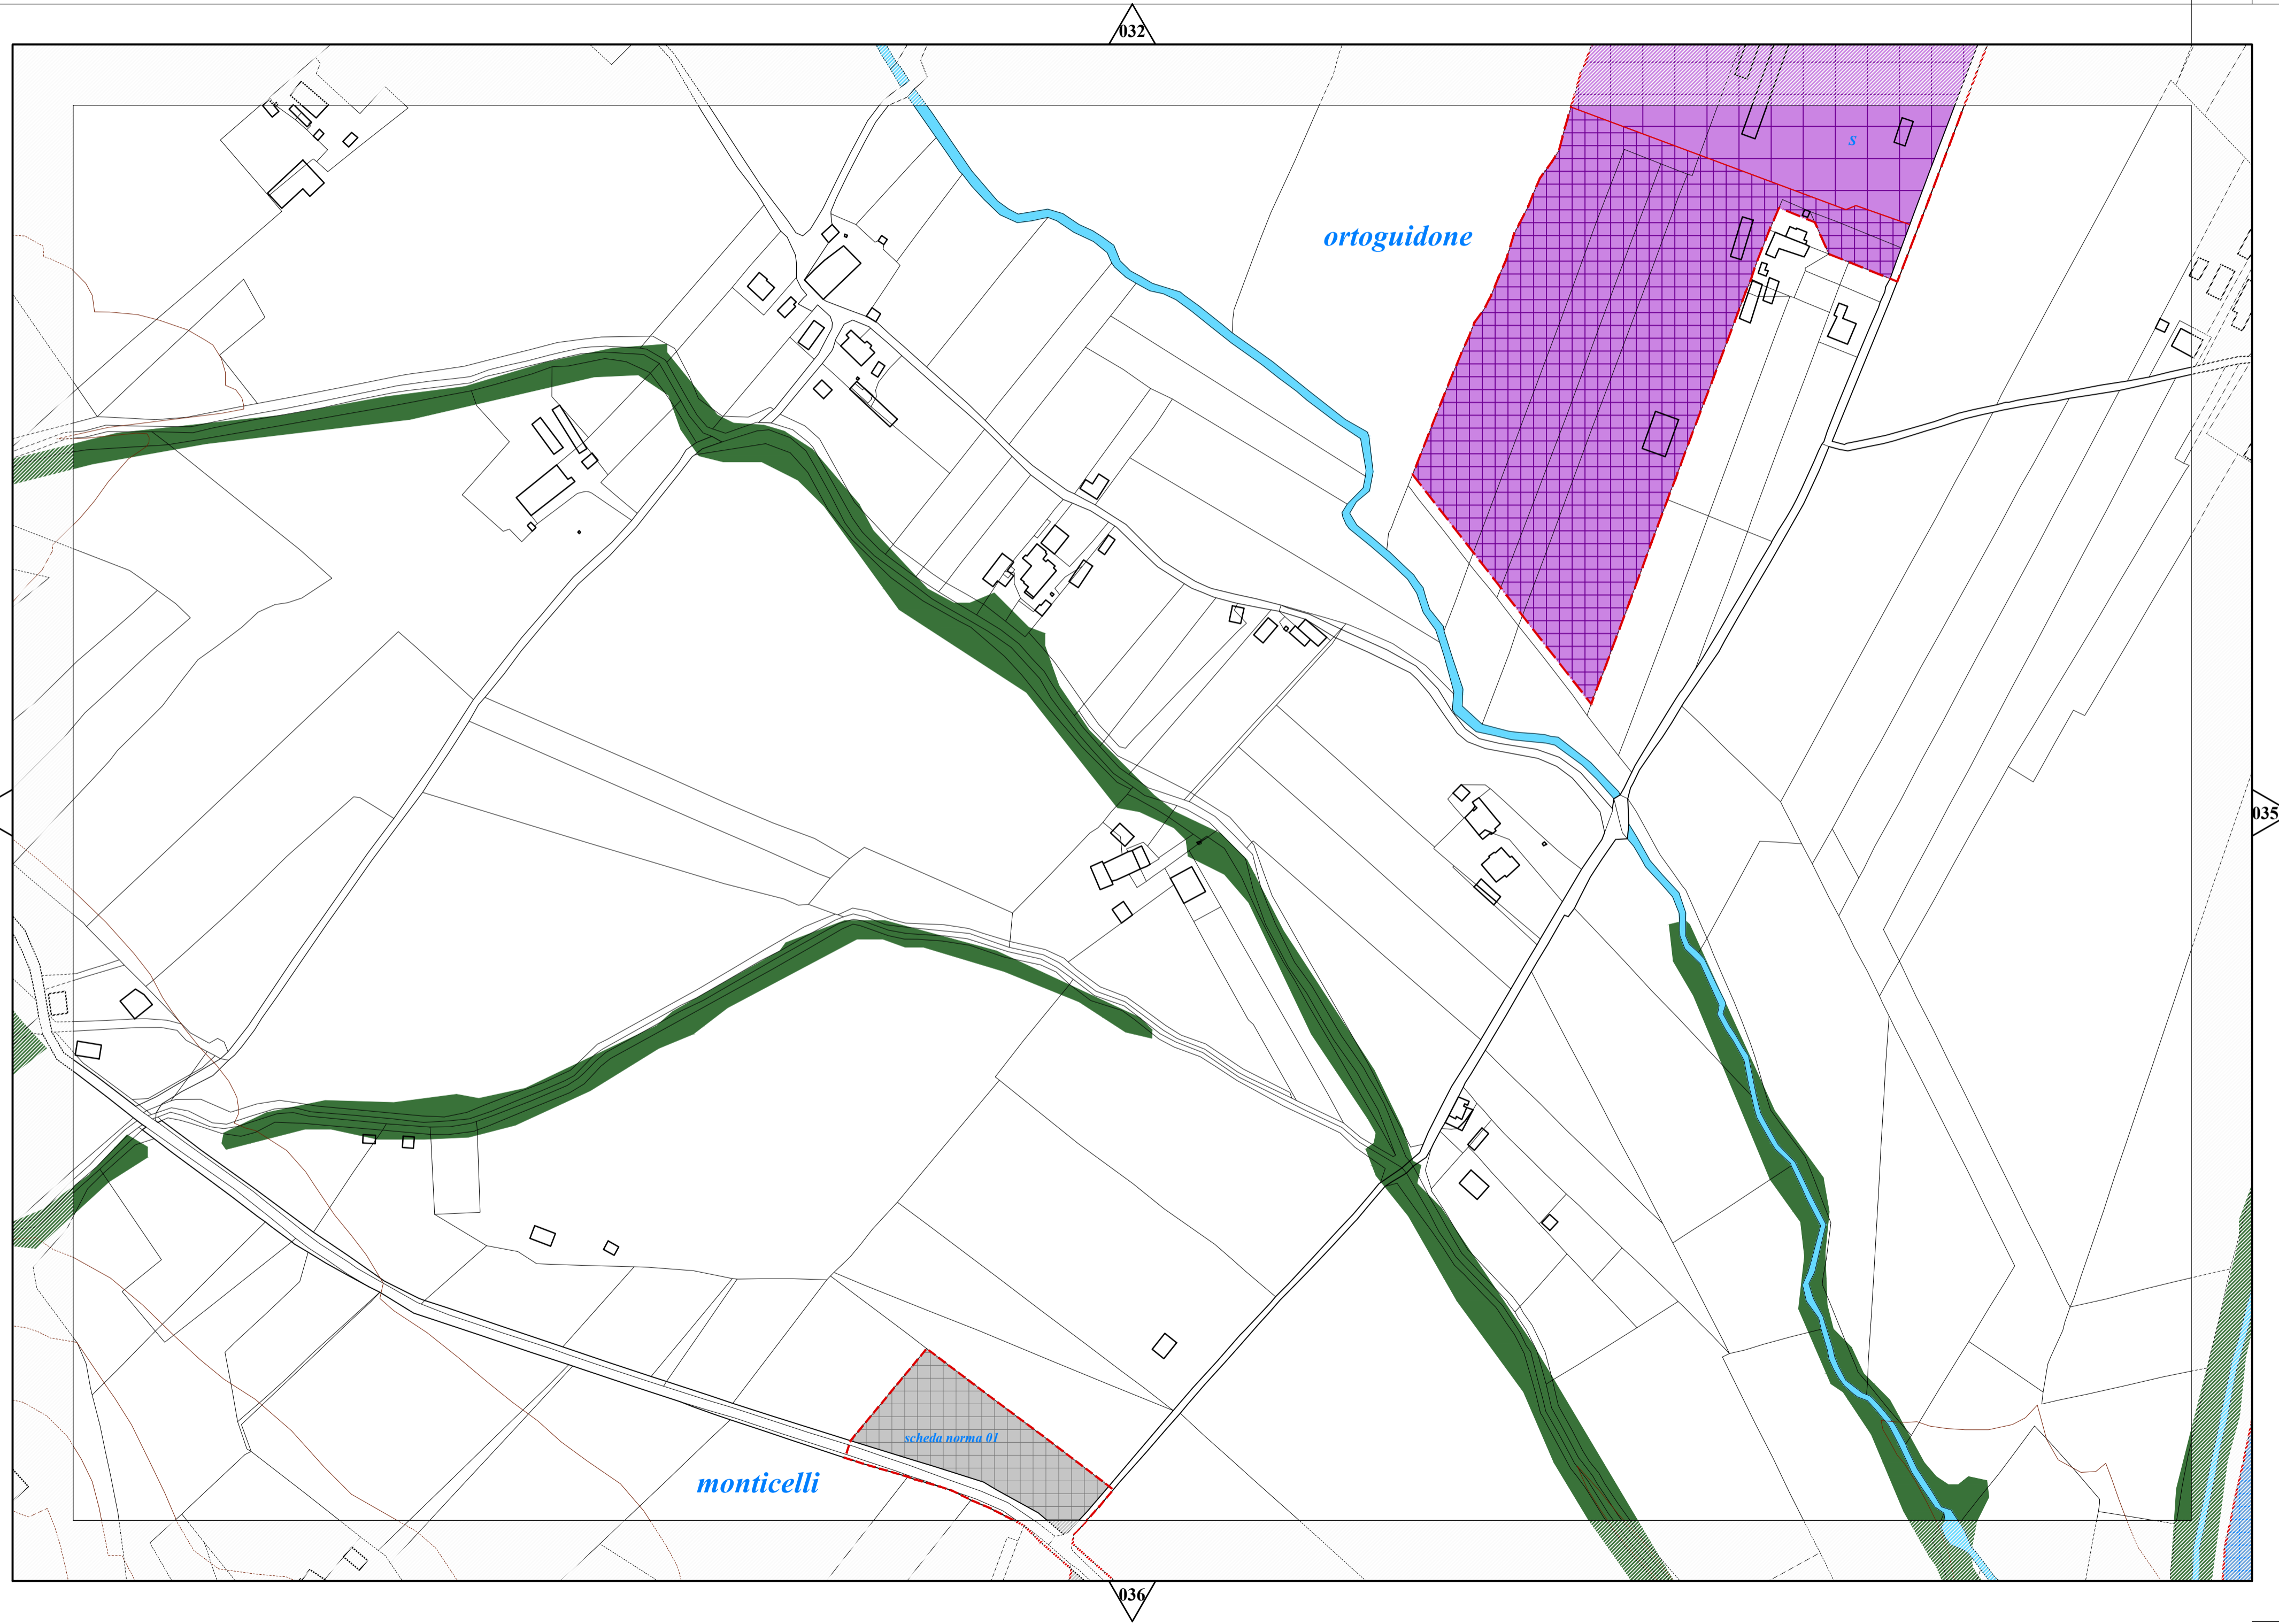 032
s
ortoguidone
035
scheda norma 01
monticelli
036